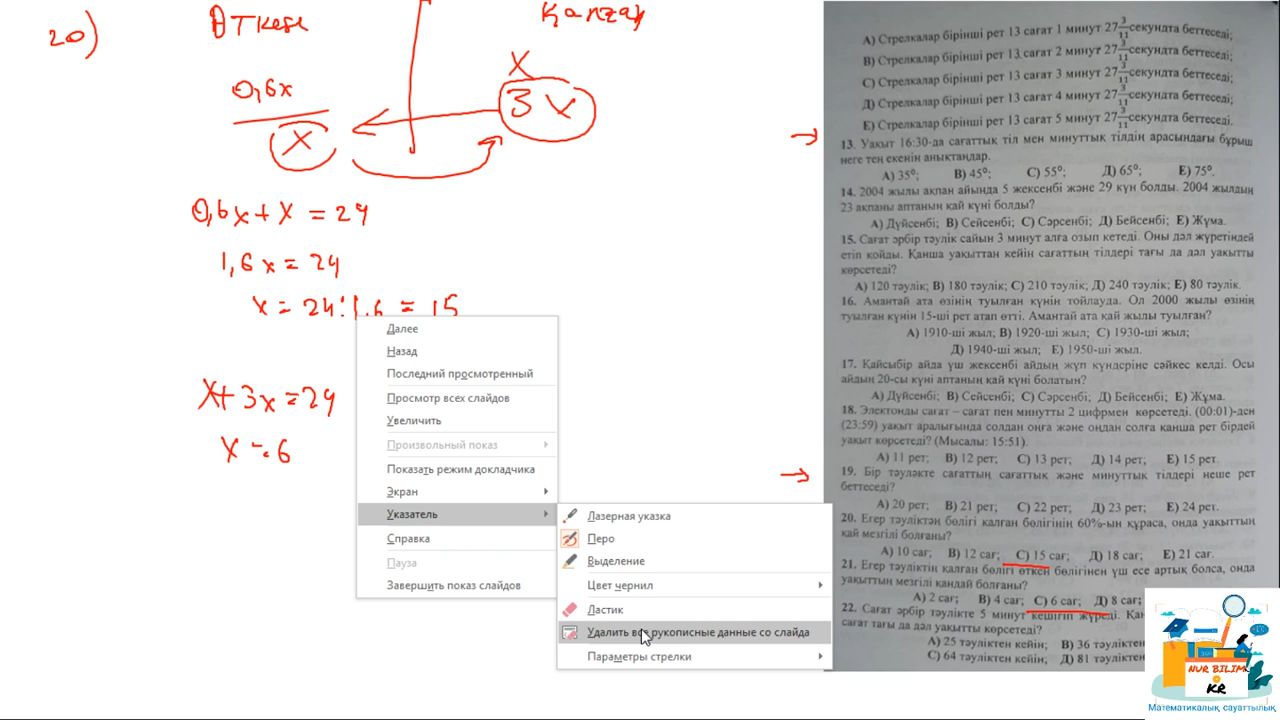 20)
Өткені
қалғаны
0,6x
x
x
3x
0,6x + x = 24
1,6x = 24
x = 24:1,6 = 15
x + 3x = 24
x = 6
Далее
Назад
Последний просмотренный
Просмотр всех слайдов
Увеличить
Произвольный показ
Показать режим докладчика
Экран
Указатель
Справка
Пауза
Завершить показ слайдов
Лазерная указка
Перо
Выделение
Цвет чернил
Ластик
Удалить все рукописные данные со слайда
Параметры стрелки
А) Стрелкалар бірінші рет 13 сағат 1 минут 27 3/11 секундта беттеседі;
В) Стрелкалар бірінші рет 13 сағат 2 минут 27 3/11 секундта беттеседі;
С) Стрелкалар бірінші рет 13 сағат 3 минут 27 3/11 секундта беттеседі;
Д) Стрелкалар бірінші рет 13 сағат 4 минут 27 3/11 секундта беттеседі;
Е) Стрелкалар бірінші рет 13 сағат 5 минут 27 3/11 секундта беттеседі.
13. Уақыт 16:30-да сағаттық тіл мен минуттық тілдің арасындағы бұрыш
неге тең екенін анықтаңдар.
А) 35⁰; В) 45⁰; С) 55⁰; Д) 65⁰; Е) 75⁰.
14. 2004 жылы ақпан айында 5 жексенбі және 29 күн болды. 2004 жылдың
23 ақпаны аптаның қай күні болды?
А) Дүйсенбі; В) Сейсенбі; С) Сәрсенбі; Д) Бейсенбі; Е) Жұма.
15. Сағат әрбір тәулік сайын 3 минут алға озып кетеді. Оны дәл жүретіндей
етіп қойды. Қанша уақыттан кейін сағаттың тілдері тағы да дәл уақытты
көрсетеді?
А) 120 тәулік; В) 180 тәулік; С) 210 тәулік; Д) 240 тәулік; Е) 80 тәулік.
16. Амантай ата өзінің туылған күнін тойлауда. Ол 2000 жылы өзінің
туылған күнін 15-ші рет атап өтті. Амантай ата қай жылы туылған?
А) 1910-ші жыл; В) 1920-ші жыл; С) 1930-ші жыл;
Д) 1940-ші жыл; Е) 1950-ші жыл.
17. Қайсыбір айда үш жексенбі айдың жұп күндеріне сәйкес келді. Осы
айдың 20-сы күні аптаның қай күні болатын?
А) Дүйсенбі; В) Сейсенбі; С) Сәрсенбі; Д) Бейсенбі; Е) Жұма.
18. Электонды сағат – сағат пен минутты 2 цифрмен көрсетеді. (00:01)-ден
(23:59) уақыт аралығында солдан оңға және оңдан солға қанша рет бірдей
уақыт көрсетеді? (Мысалы: 15:51).
А) 11 рет; В) 12 рет; С) 13 рет; Д) 14 рет; Е) 15 рет.
19. Бір тәулікте сағаттың сағаттық және минуттық тілдері неше рет
беттеседі?
А) 20 рет; В) 21 рет; С) 22 рет; Д) 23 рет; Е) 24 рет.
20. Егер тәуліктің бөлігі қалған бөлігінің 60%-ын құраса, онда уақыттың
қай мезгілі болғаны?
А) 10 сағ; В) 12 сағ; С) 15 сағ; Д) 18 сағ; Е) 21 сағ.
21. Егер тәуліктің қалған бөлігі өткен бөлігінен үш есе артық болса, онда
уақыттың мезгілі қандай болғаны?
А) 2 сағ; В) 4 сағ; С) 6 сағ; Д) 8 сағ;
22. Сағат әрбір тәулікте 5 минут кешігіп жүреді.
сағат тағы да дәл уақытты көрсетеді?
А) 25 тәуліктен кейін; В) 36 тәуліктен
С) 64 тәуліктен кейін; Д) 81 тәуліктен
NUR BILIM
KR
Математикалық сауаттылық